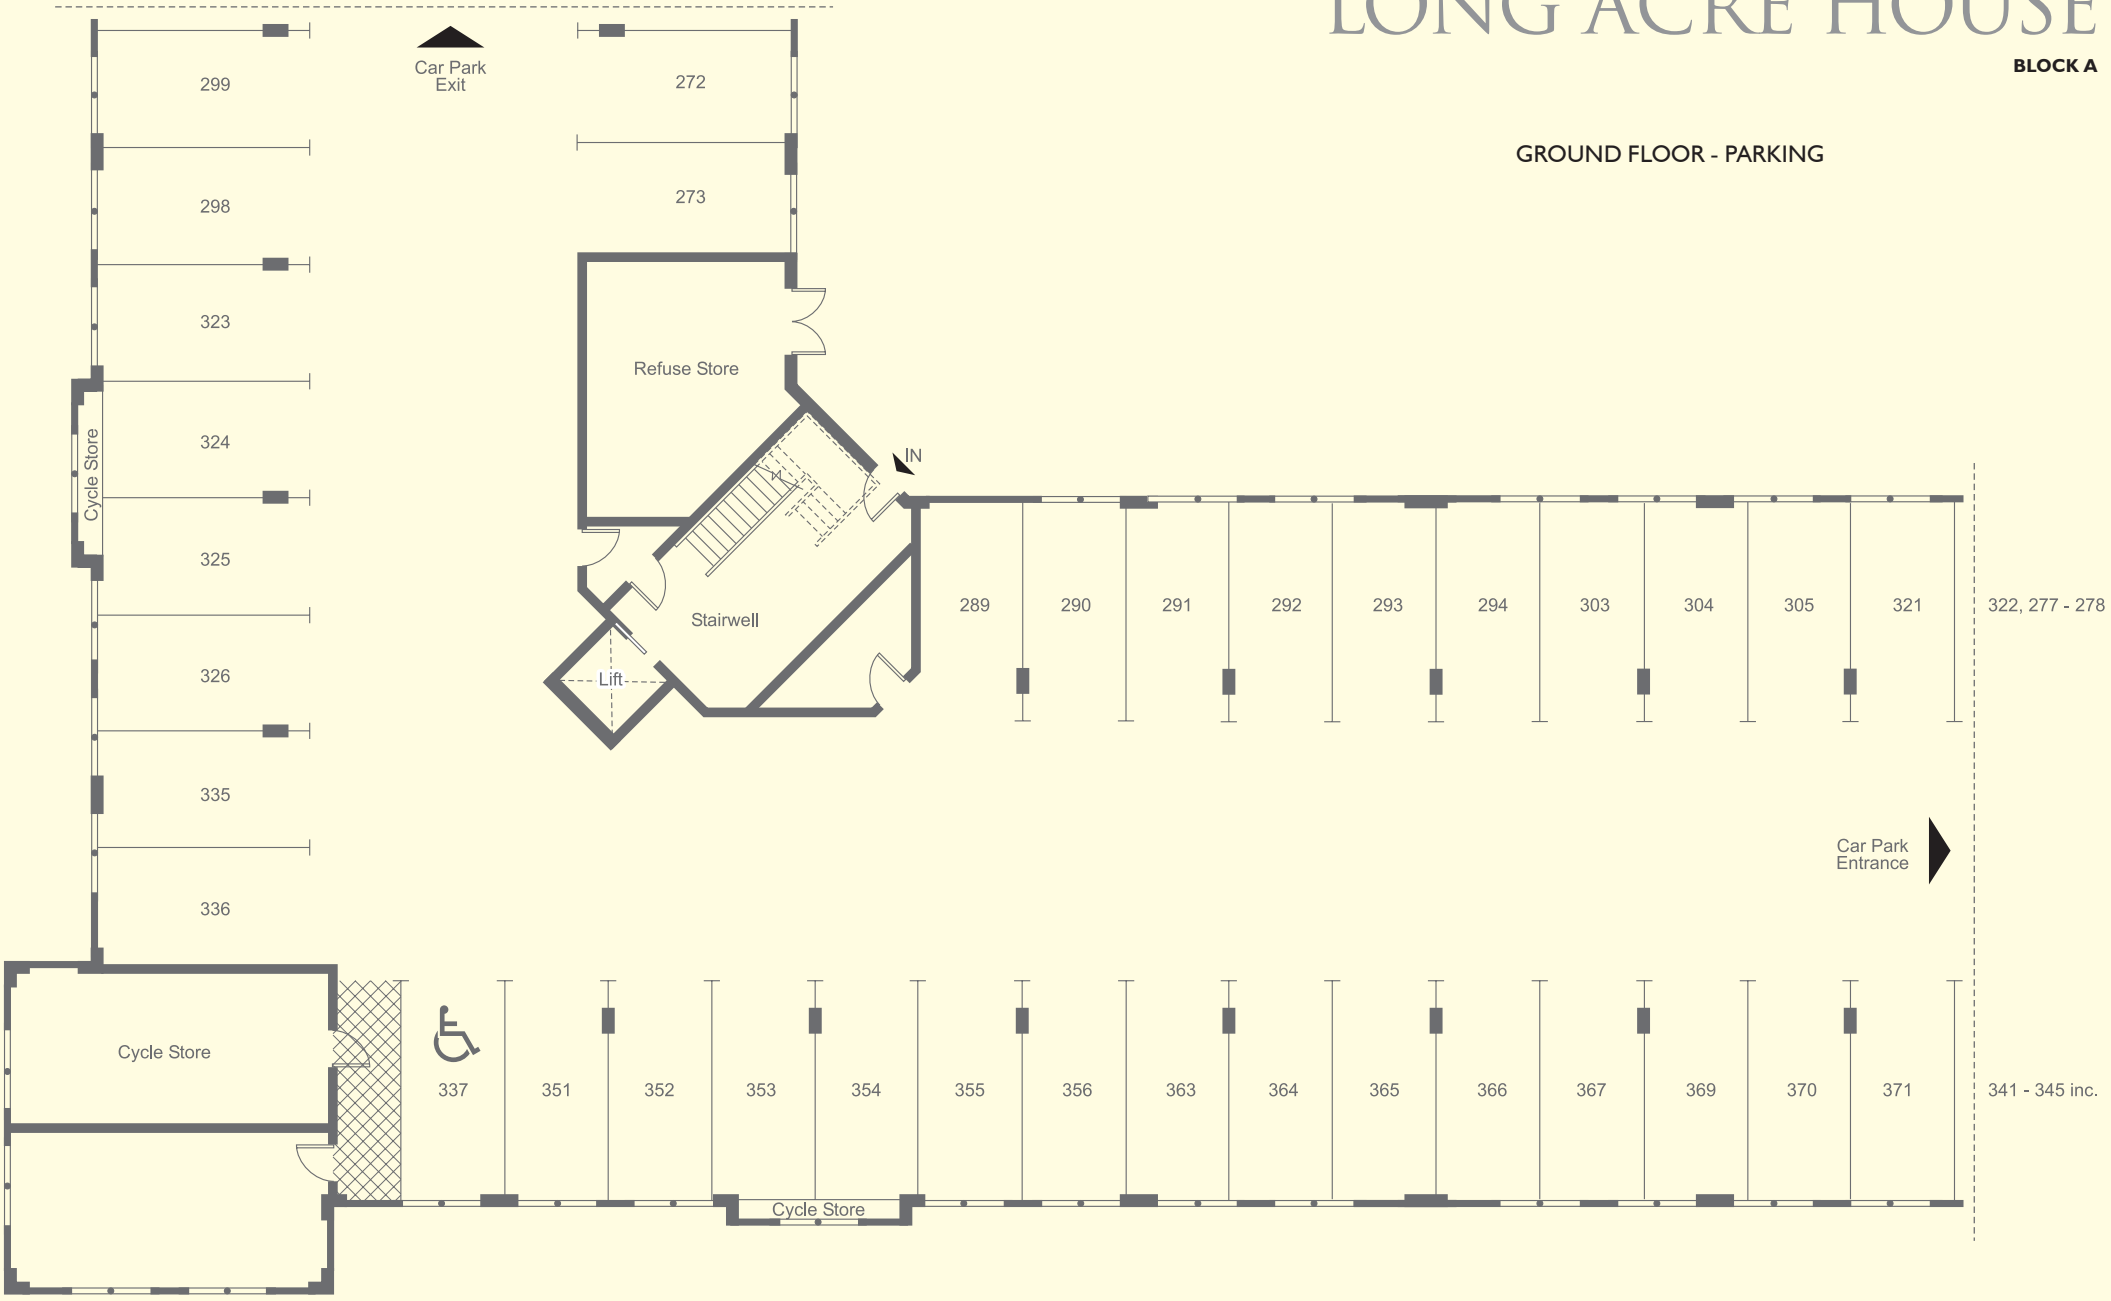 LONG ACRE HOUSE
BLOCK A
GROUND FLOOR - PARKING
Car Park
Exit
299
298
323
324
325
326
335
336
Cycle Store
272
273
Refuse Store
IN
Stairwell
Lift
289 290 291 292 293 294 303 304 305 321 322, 277 - 278
Car Park
Entrance
Cycle Store
337 351 352 353 354 355 356 363 364 365 366 367 369 370 371 341 - 345 inc.
Cycle Store